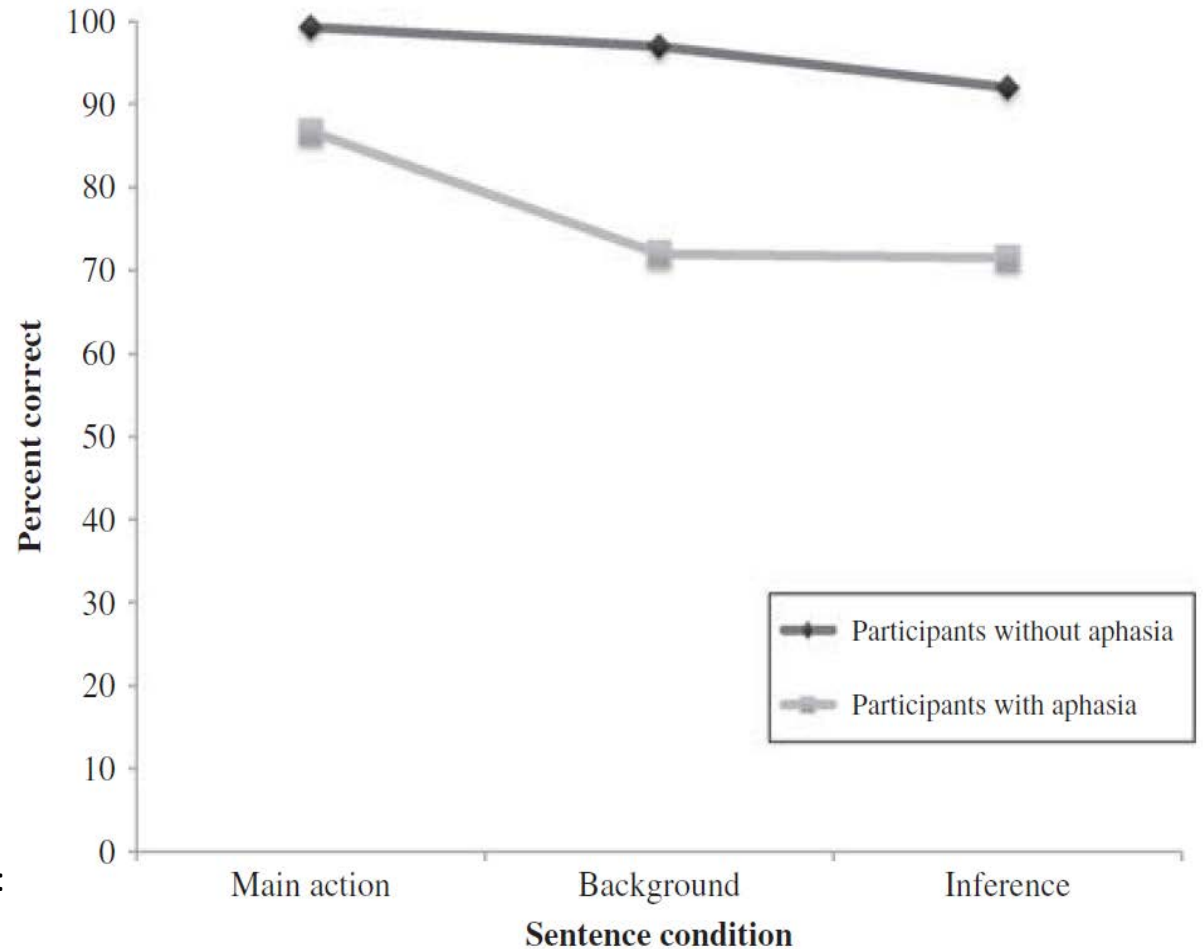 100
90
80
70
60
50
40
30
20
10
0
Percent correct
Participants without aphasia
Participants with aphasia
:
Main action Background Inference
Sentence condition